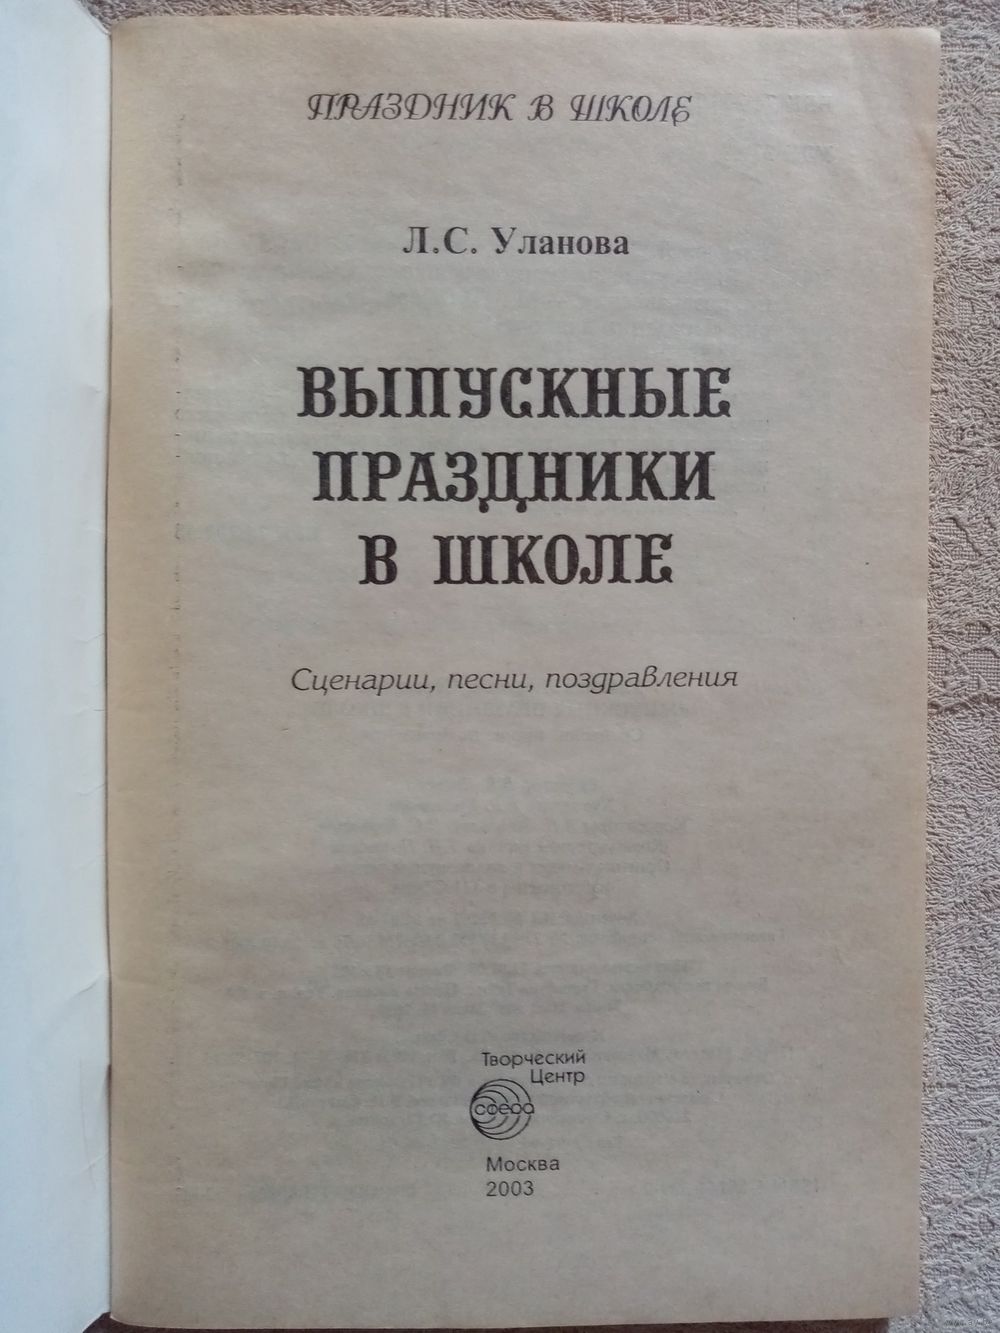 ПРАЗДНИК В ШКОЛЕ
Л.С. Уланова
ВЫПУСКНЫЕ
ПРАЗДНИКИ
В ШКОЛЕ
Сценарии, песни, поздравления
Творческий
Центр
сфера
Москва
2003